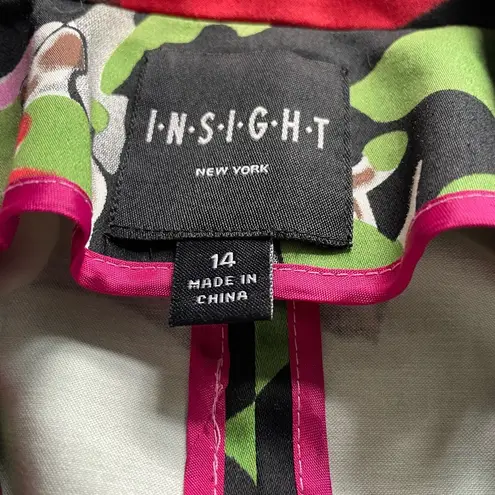 I·N·S·I·G·H·T
NEW YORK
14
MADE IN
CHINA